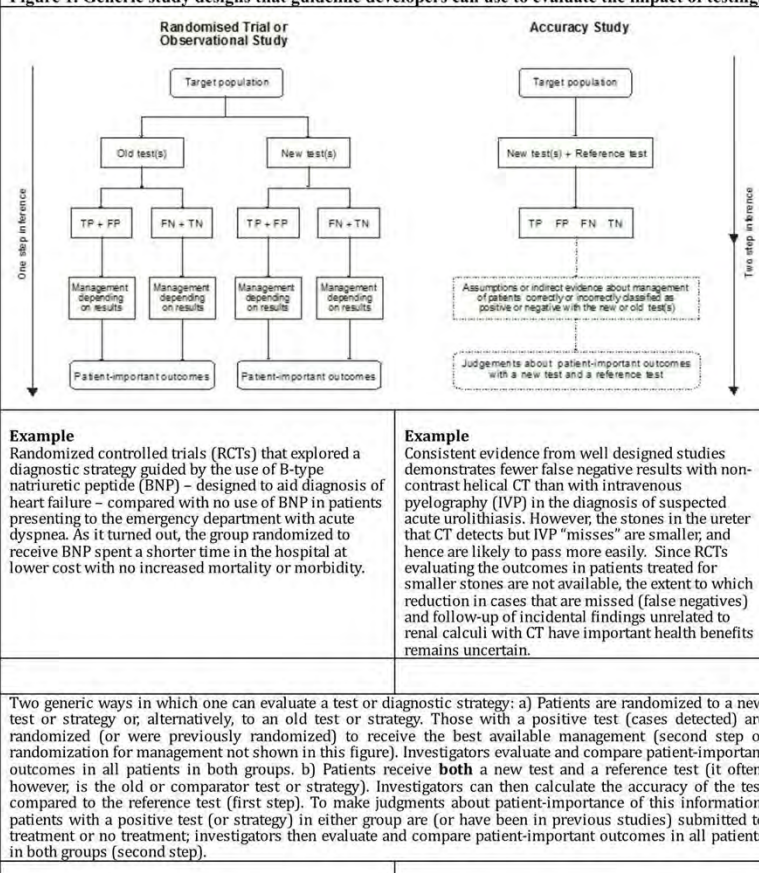 Figure 1. Generic study designs that guideline developers can use to evaluate the impact of testing
Randomised Trial or
Observational Study
Accuracy Study
Target population
Target population
Old test(s)
New test(s)
New test(s) + Reference test
One step inference
Two step inference
TP + FP
FN + TN
TP + FP
FN + TN
TP FP FN TN
Management
depending
on results
Management
depending
on results
Management
depending
on results
Management
depending
on results
Assumptions or indirect evidence about management
of patients correctly or incorrectly classified as
positive or negative with the new or old test(s)
Patient-important outcomes
Patient-important outcomes
Judgements about patient-important outcomes
with a new test and a reference test
Example
Randomized controlled trials (RCTs) that explored a
diagnostic strategy guided by the use of B-type
natriuretic peptide (BNP) – designed to aid diagnosis of
heart failure – compared with no use of BNP in patients
presenting to the emergency department with acute
dyspnea. As it turned out, the group randomized to
receive BNP spent a shorter time in the hospital at
lower cost with no increased mortality or morbidity.
Example
Consistent evidence from well designed studies
demonstrates fewer false negative results with non-
contrast helical CT than with intravenous
pyelography (IVP) in the diagnosis of suspected
acute urolithiasis. However, the stones in the ureter
that CT detects but IVP “misses” are smaller, and
hence are likely to pass more easily. Since RCTs
evaluating the outcomes in patients treated for
smaller stones are not available, the extent to which
reduction in cases that are missed (false negatives)
and follow-up of incidental findings unrelated to
renal calculi with CT have important health benefits
remains uncertain.
Two generic ways in which one can evaluate a test or diagnostic strategy: a) Patients are randomized to a new
test or strategy or, alternatively, to an old test or strategy. Those with a positive test (cases detected) are
randomized (or were previously randomized) to receive the best available management (second step o
randomization for management not shown in this figure). Investigators evaluate and compare patient-importan
outcomes in all patients in both groups. b) Patients receive both a new test and a reference test (it often
however, is the old or comparator test or strategy). Investigators can then calculate the accuracy of the tes
compared to the reference test (first step). To make judgments about patient-importance of this information
patients with a positive test (or strategy) in either group are (or have been in previous studies) submitted to
treatment or no treatment; investigators then evaluate and compare patient-important outcomes in all patient
in both groups (second step).